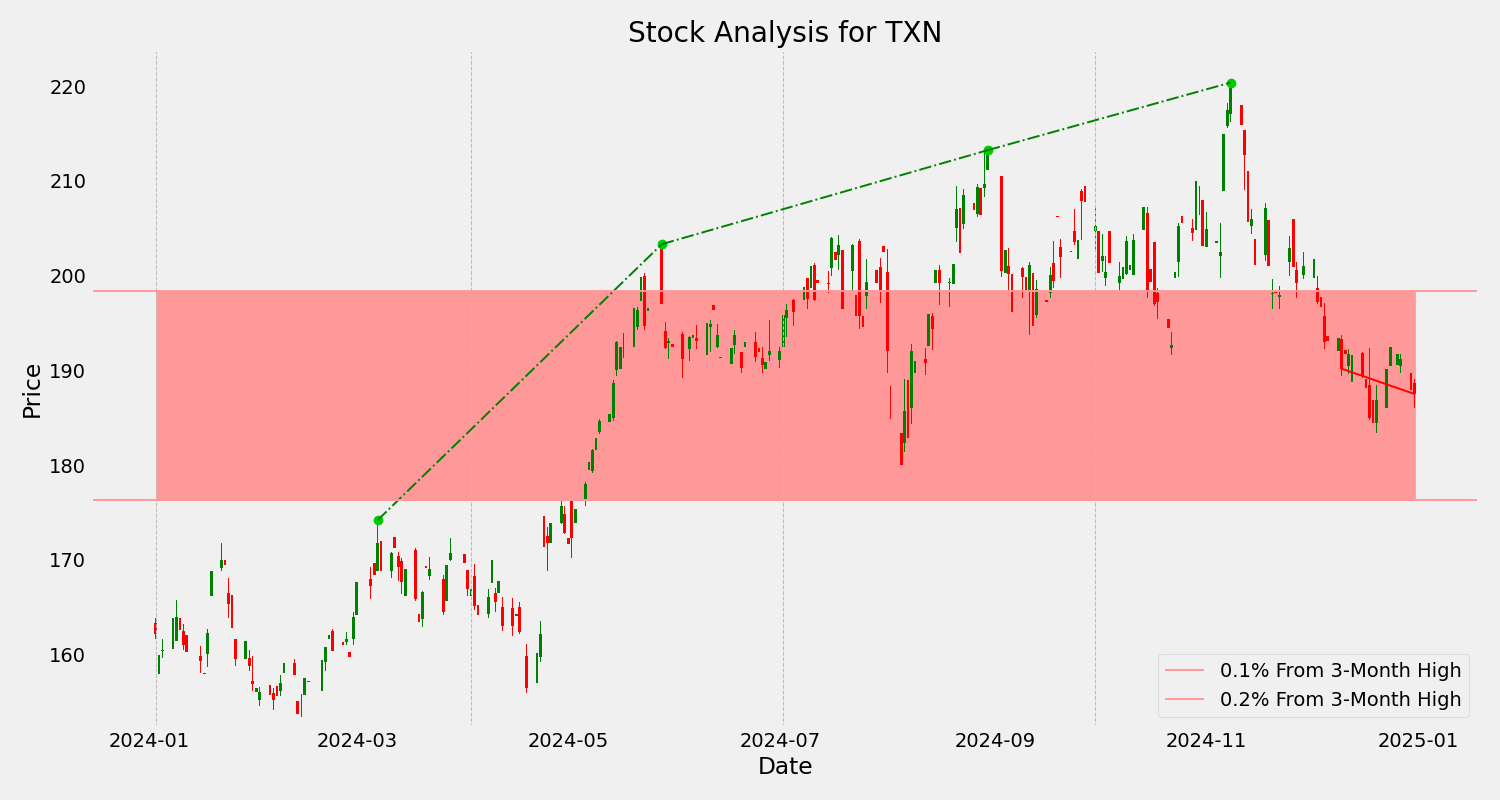 Stock Analysis for TXN
Price
220
210
200
190
180
170
160
0.1% From 3-Month High
0.2% From 3-Month High
2024-01
2024-03
2024-05
2024-07
2024-09
2024-11
2025-01
Date